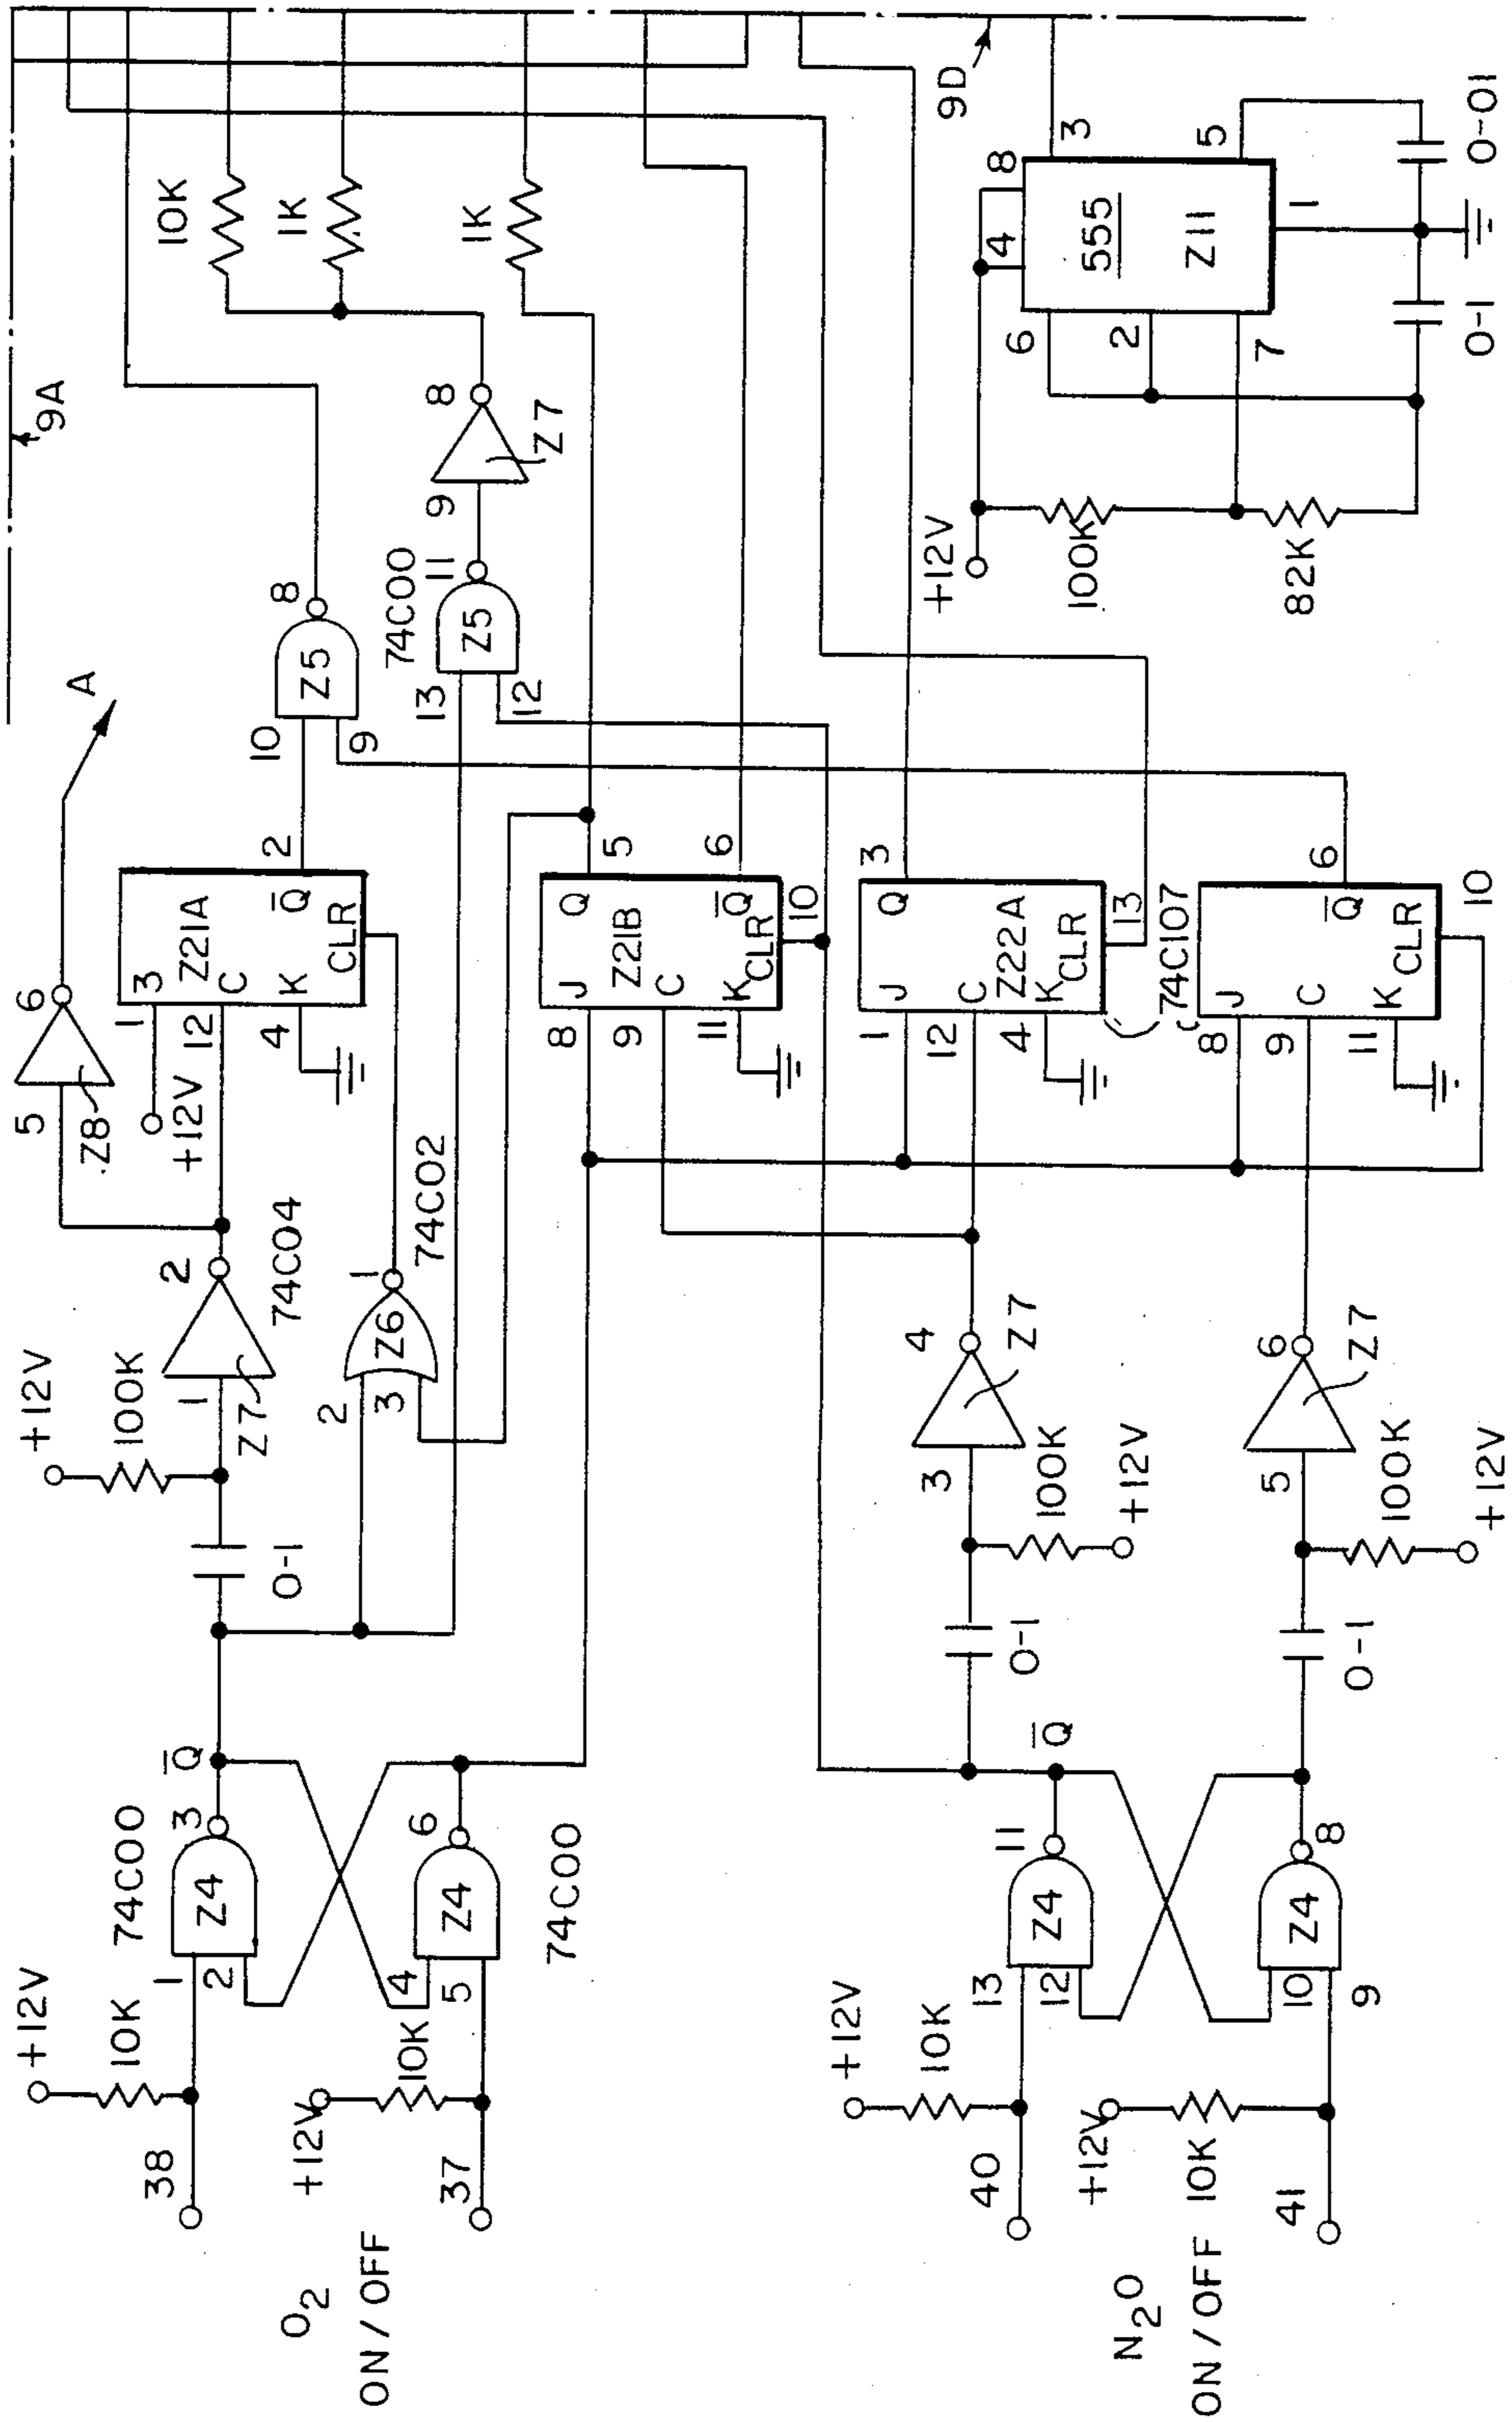 O2
ON/OFF
38
+12V
10K
1
2
Z4
3
74C00
Q
37
+12V
10K
4
5
Z4
6
74C00
0-1
+12V
100K
1
Z7
2
74C04
5
Z8
6
A
9A
1
3
+12V
12
Z21A
C
4
K
Q
CLR
2
2
3
Z6
1
74C02
10
9
Z5
8
13
12
Z5
11
74C00
9
8
Z7
10K
1K
1K
8
J
Z21B
9
C
11
K
CLR
10
Q
5
Q
6
N2O
ON/OFF
40
+12V
10K
13
12
Z4
11
Q
41
+12V
10K
10
9
Z4
8
0-1
100K
+12V
3
4
Z7
0-1
100K
+12V
5
6
Z7
1
J
12
C
Z22A
4
K
CLR
13
Q
3
74C107
8
J
9
C
11
K
CLR
10
Q
6
+12V
100K
82K
6
2
7
4
8
555
Z11
3
5
1
0-1
0-01
9D